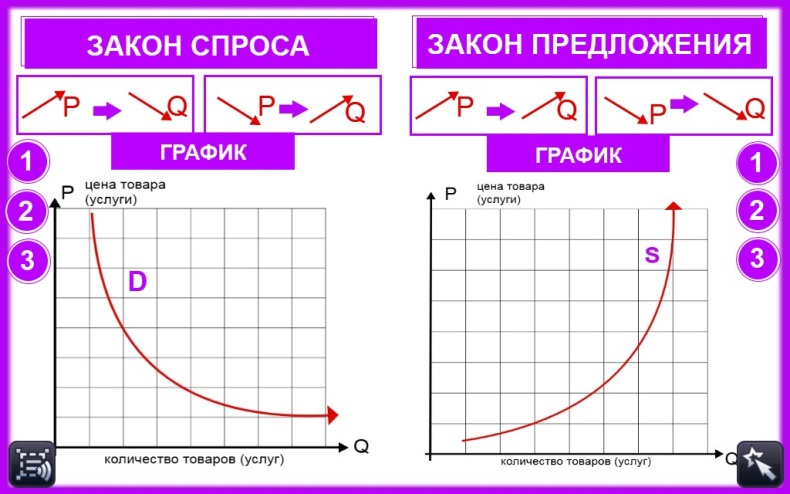 ЗАКОН СПРОСА
P Q
P Q
ГРАФИК
1
2
3
P цена товара
(услуги)
D
Q
количество товаров (услуг)
ЗАКОН ПРЕДЛОЖЕНИЯ
P Q
P Q
ГРАФИК
1
2
3
P цена товара
(услуги)
S
Q
количество товаров (услуг)